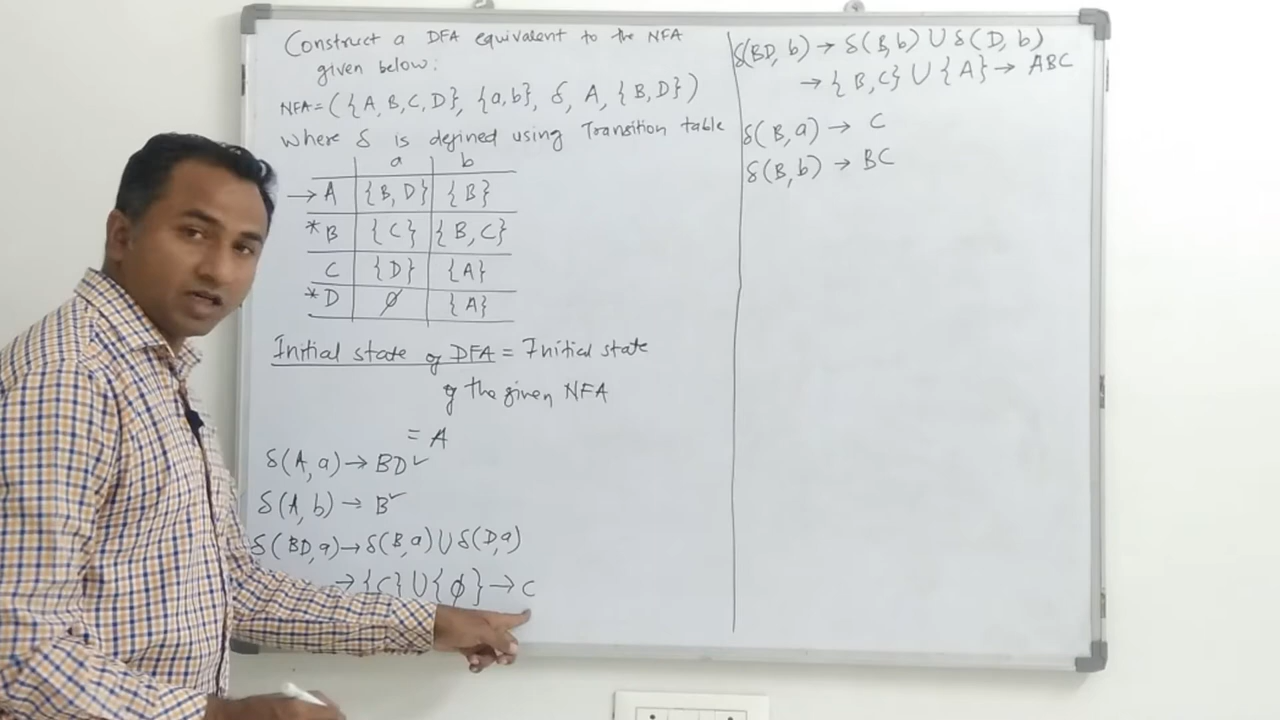 Construct a DFA equivalent to the NFA
given below:
NFA = ({A, B, C, D}, {a, b}, δ, A, {B, D})
Where δ is defined using Transition table
a b
→ A {B, D} {B}
* B {C} {B, C}
C {D} {A}
* D ϕ {A}
Initial state of DFA = Initial state
of the given NFA
= A
δ(A, a) → BD ✓
δ(A, b) → B ✓
δ(BD, a) → δ(B, a) ∪ δ(D, a)
→ {C} ∪ {ϕ} → C
δ(BD, b) → δ(B, b) ∪ δ(D, b)
→ {B, C} ∪ {A} → ABC
δ(B, a) → C
δ(B, b) → BC